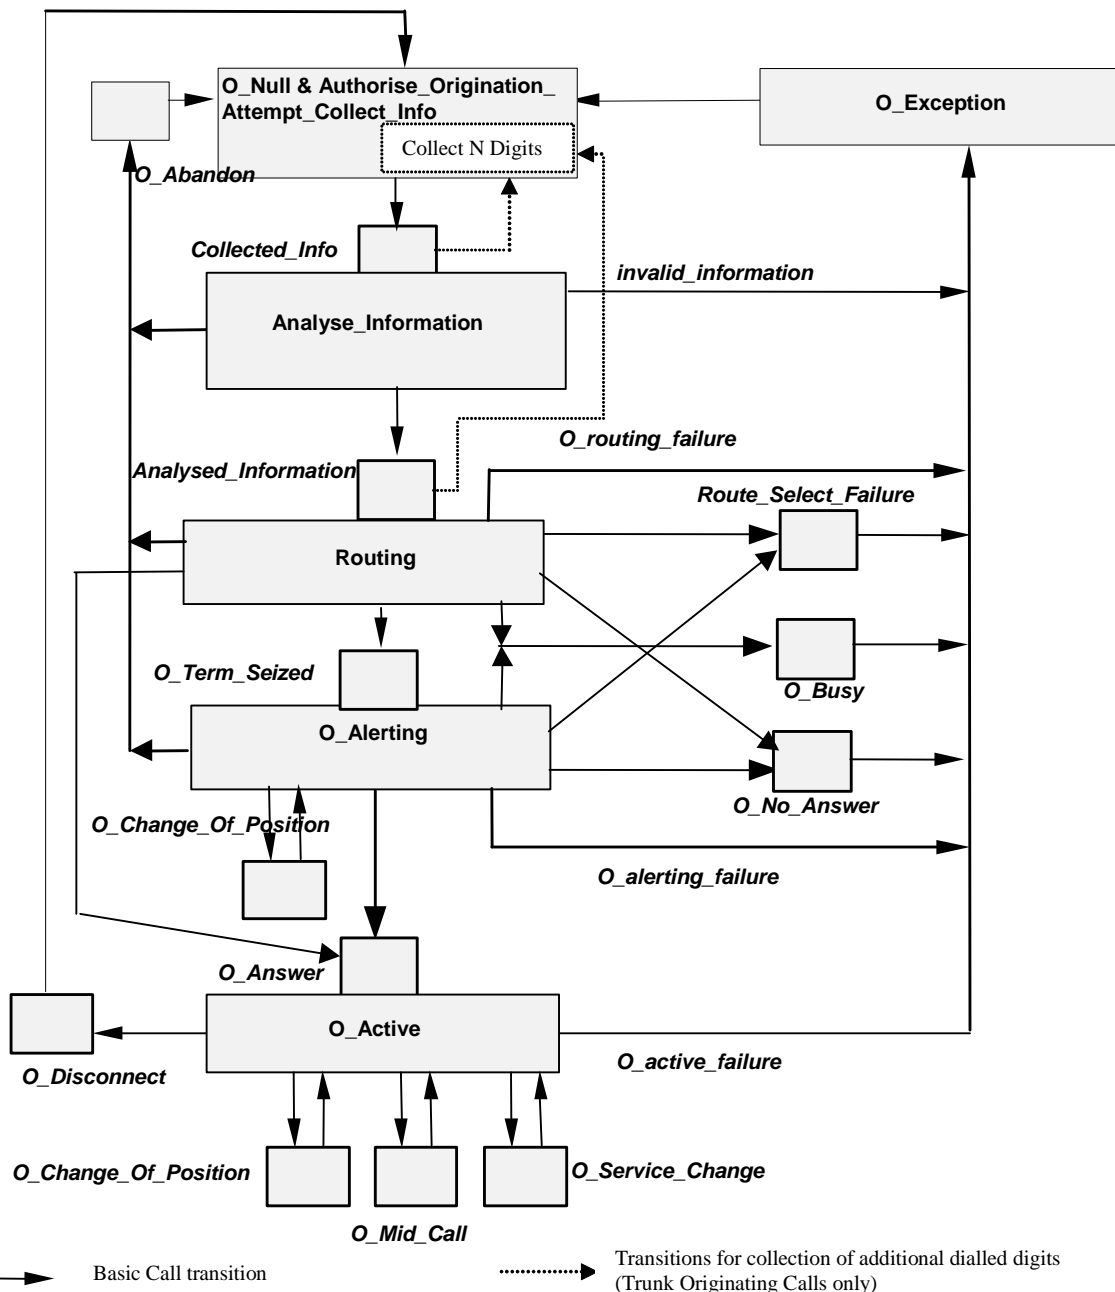 O_Null & Authorise_Origination_
Attempt_Collect_Info
O_Exception
Collect N Digits
O_Abandon
Collected_Info
invalid_information
Analyse_Information
O_routing_failure
Analysed_Information
Route_Select_Failure
Routing
O_Term_Seized
O_Busy
O_Alerting
O_No_Answer
O_Change_Of_Position
O_alerting_failure
O_Answer
O_Active
O_active_failure
O_Disconnect
O_Change_Of_Position
O_Service_Change
O_Mid_Call
Basic Call transition
Transitions for collection of additional dialled digits
(Trunk Originating Calls only)